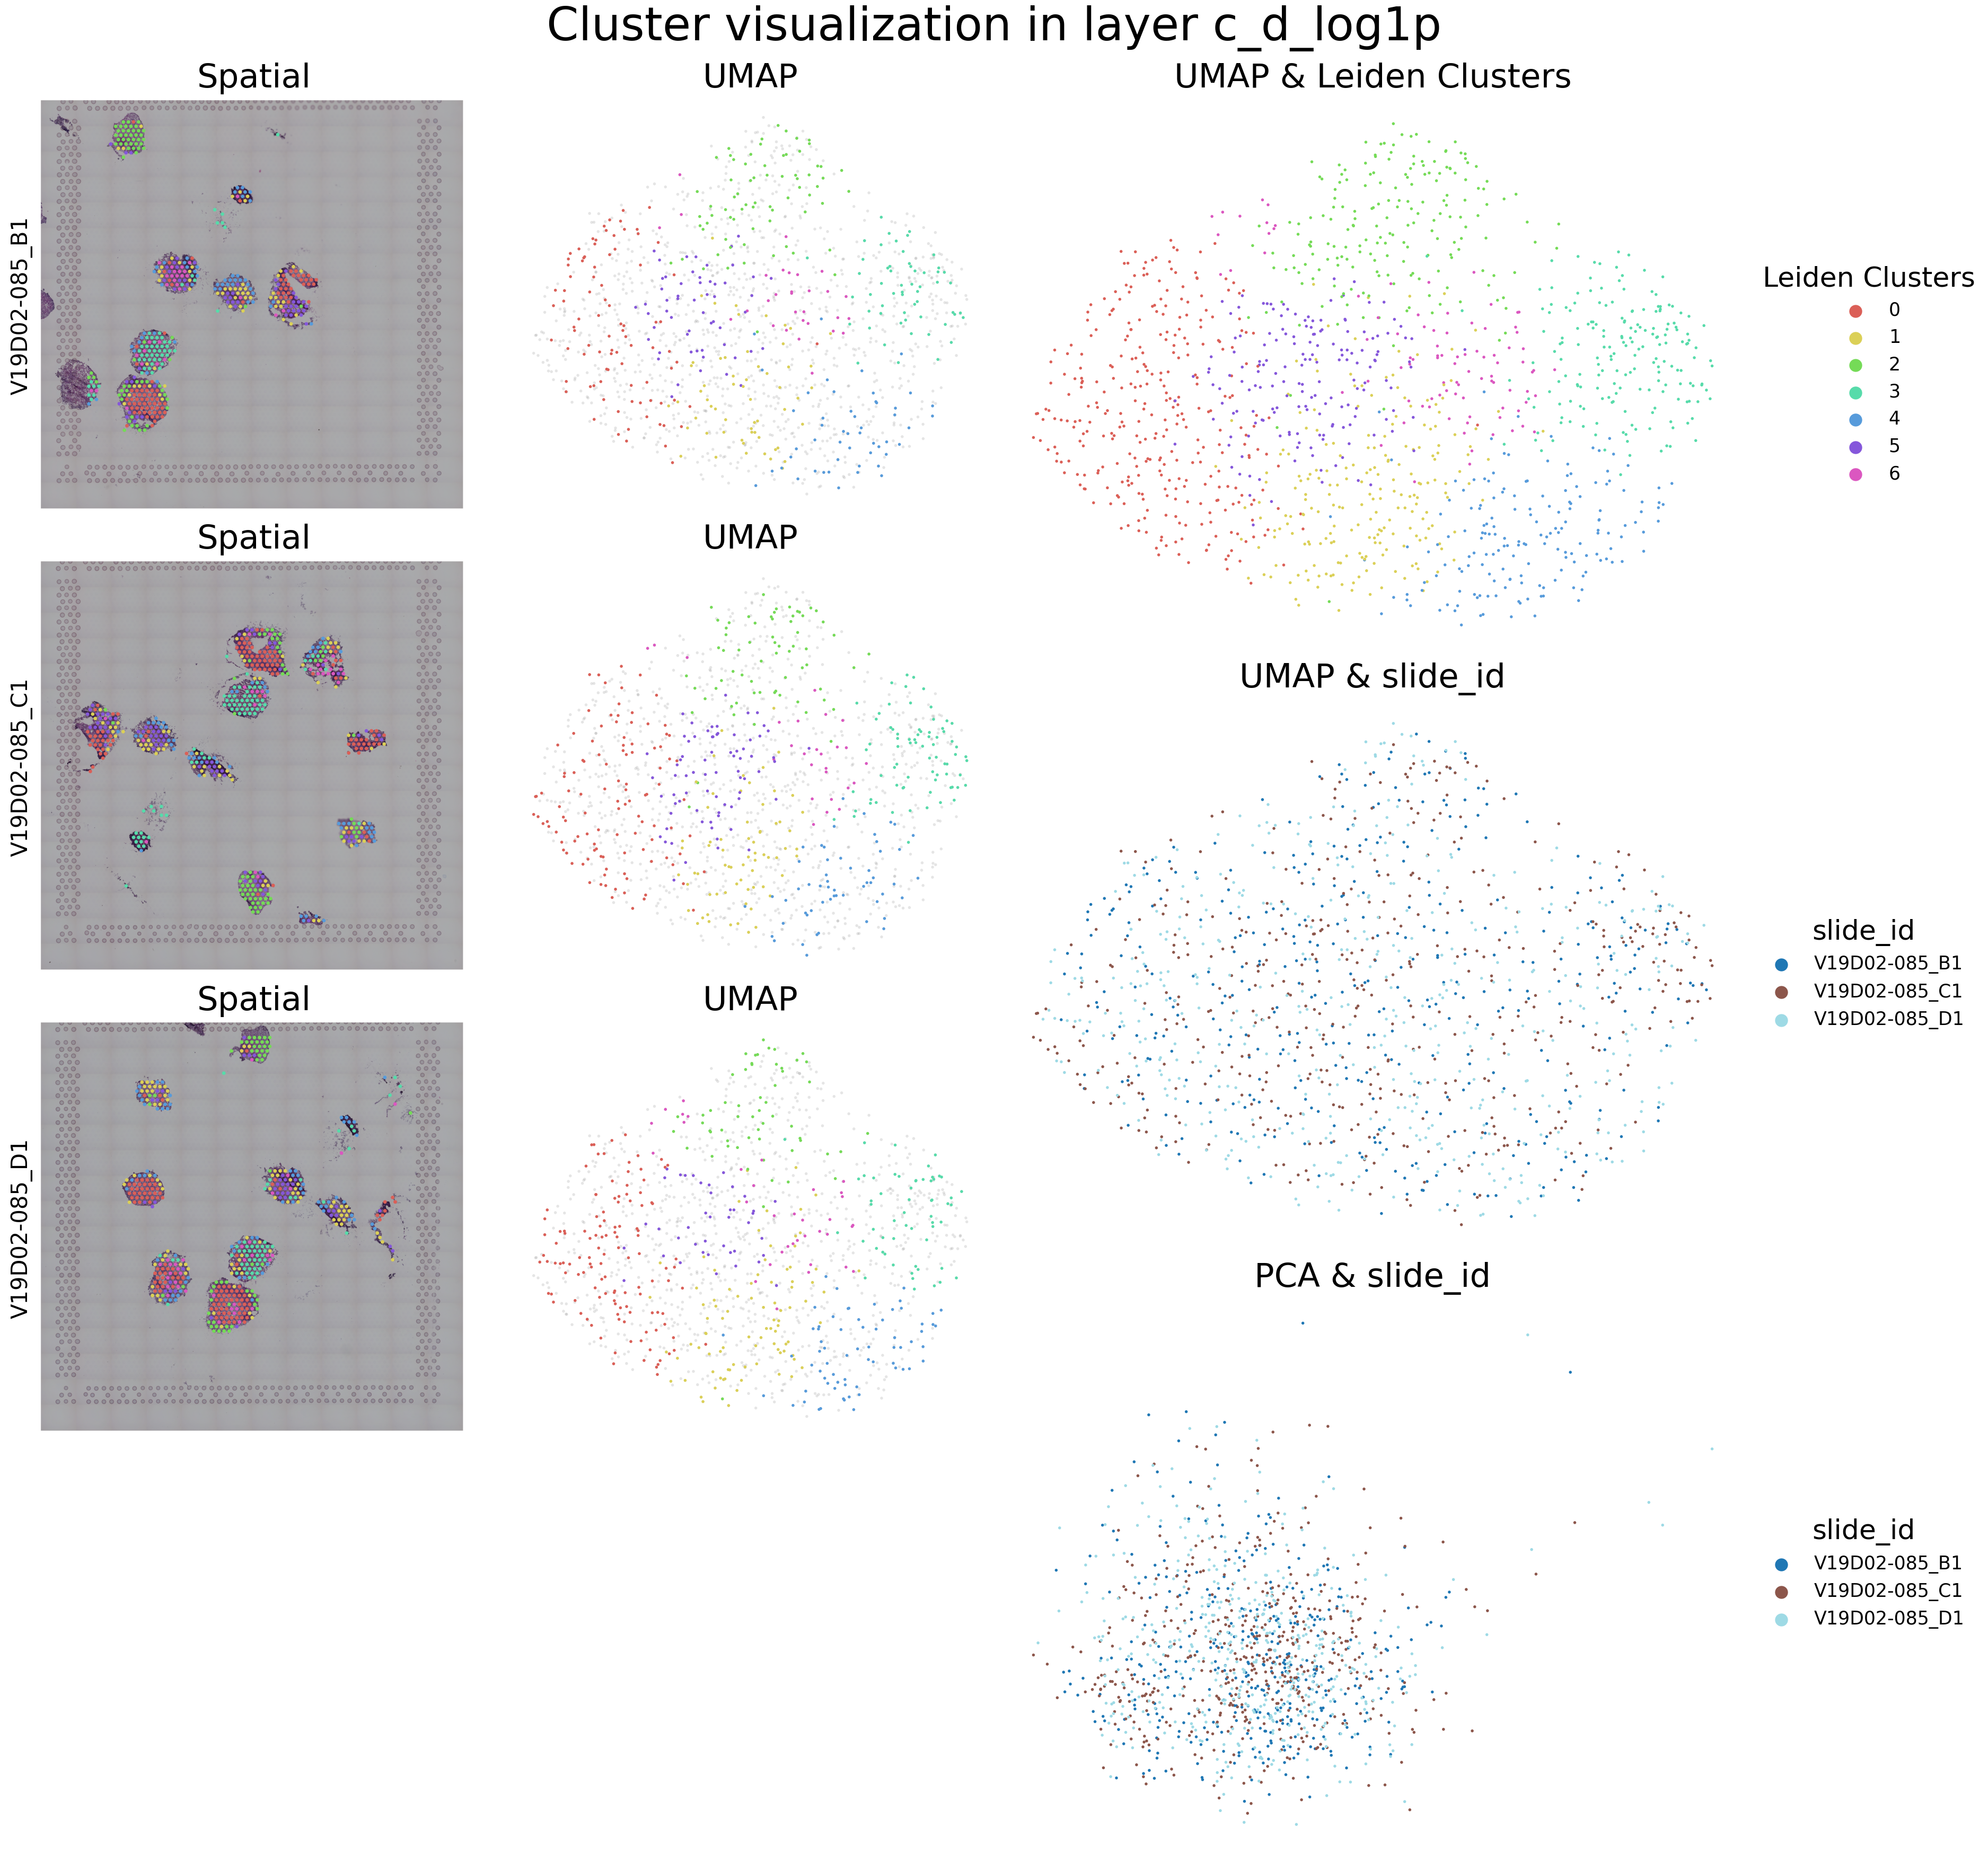 Cluster visualization in layer c_d_log1p
Spatial
UMAP
UMAP & Leiden Clusters
V19D02-085_B1
Leiden Clusters
0
1
2
3
4
5
6
Spatial
UMAP
V19D02-085_C1
UMAP & slide_id
slide_id
V19D02-085_B1
V19D02-085_C1
V19D02-085_D1
Spatial
UMAP
V19D02-085_D1
PCA & slide_id
slide_id
V19D02-085_B1
V19D02-085_C1
V19D02-085_D1